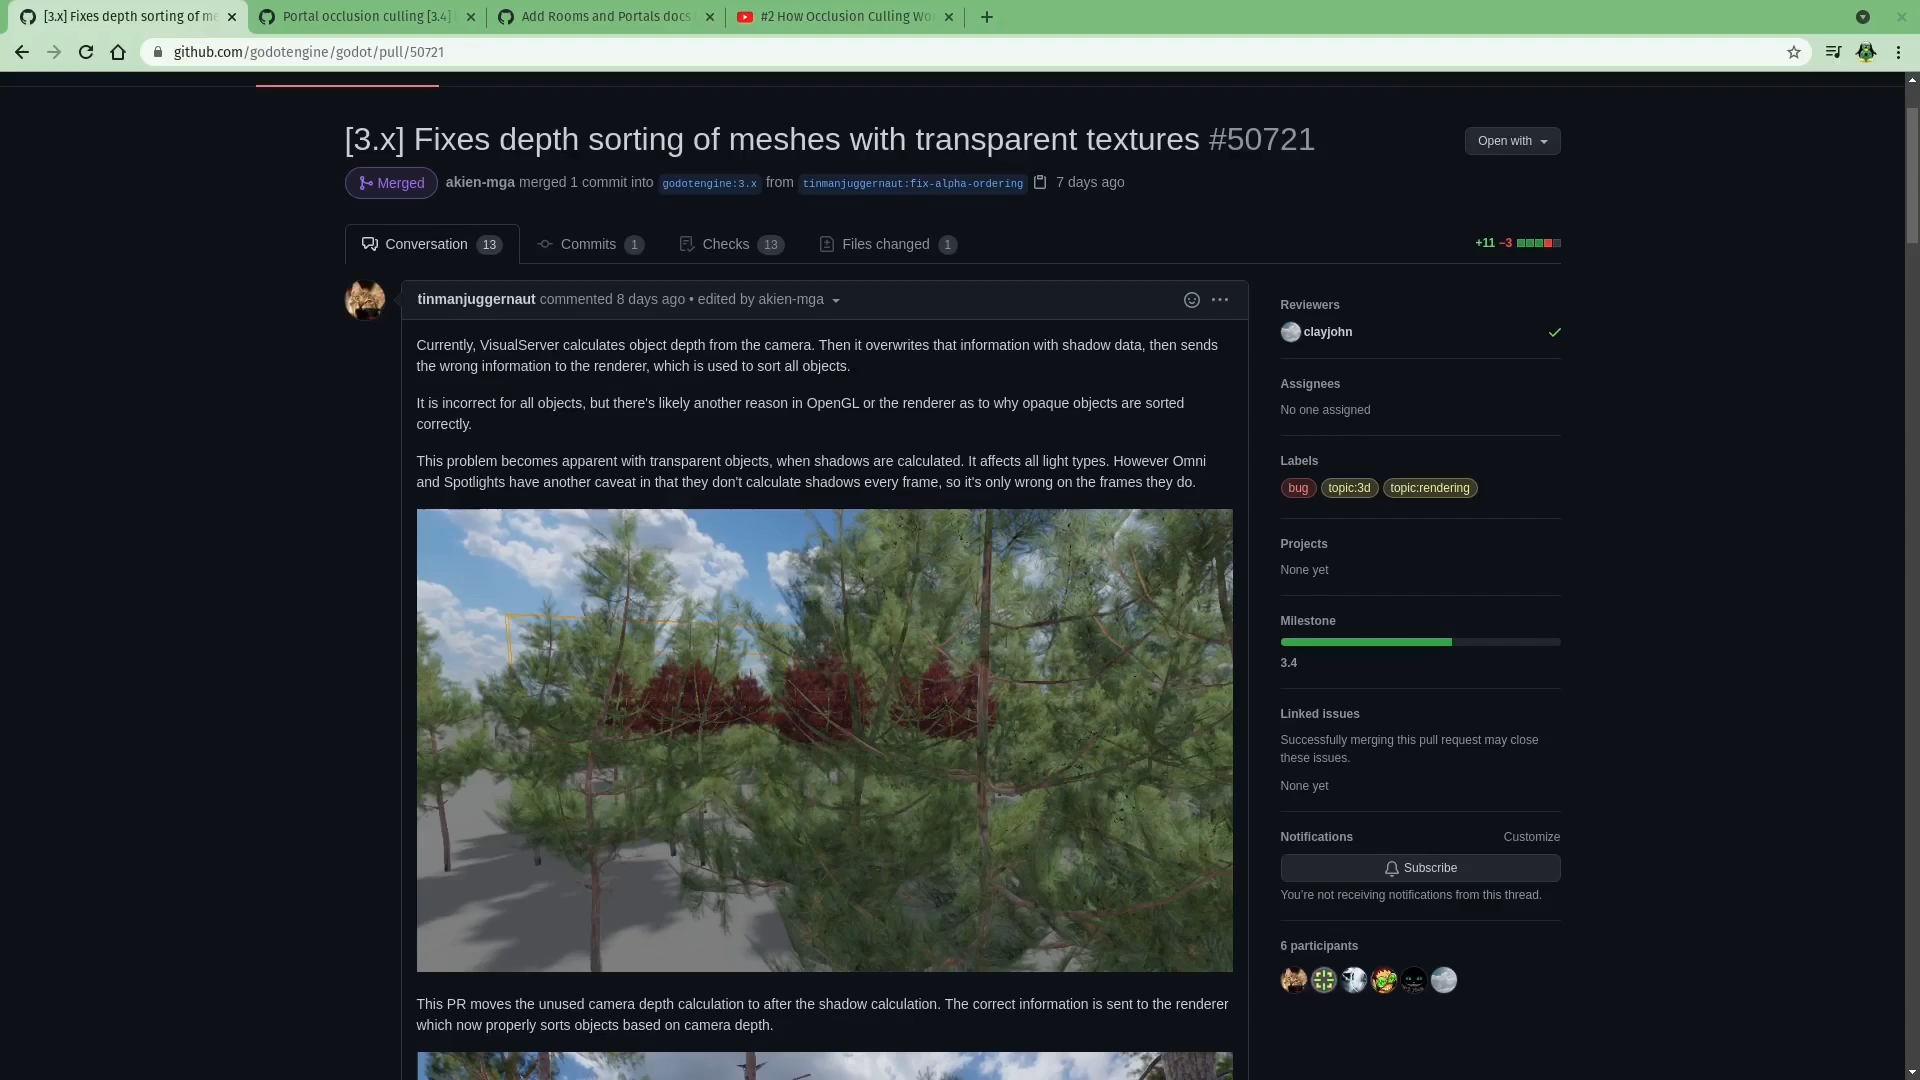 [3.x] Fixes depth sorting of me
Portal occlusion culling [3.4]
Add Rooms and Portals docs
#2 How Occlusion Culling Wo
github.com/godotengine/godot/pull/50721
[3.x] Fixes depth sorting of meshes with transparent textures #50721
Open with
Merged akien-mga merged 1 commit into godotengine:3.x from tinmanjuggernaut:fix-alpha-ordering 7 days ago
Conversation 13 Commits 1 Checks 13 Files changed 1 +11 −3
tinmanjuggernaut commented 8 days ago • edited by akien-mga
Currently, VisualServer calculates object depth from the camera. Then it overwrites that information with shadow data, then sends
the wrong information to the renderer, which is used to sort all objects.
It is incorrect for all objects, but there's likely another reason in OpenGL or the renderer as to why opaque objects are sorted
correctly.
This problem becomes apparent with transparent objects, when shadows are calculated. It affects all light types. However Omni
and Spotlights have another caveat in that they don't calculate shadows every frame, so it's only wrong on the frames they do.
This PR moves the unused camera depth calculation to after the shadow calculation. The correct information is sent to the renderer
which now properly sorts objects based on camera depth.
Reviewers
clayjohn
Assignees
No one assigned
Labels
bug topic:3d topic:rendering
Projects
None yet
Milestone
3.4
Linked issues
Successfully merging this pull request may close
these issues.
None yet
Notifications Customize
Subscribe
You're not receiving notifications from this thread.
6 participants